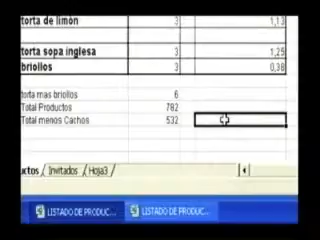 torta de limón 3 1,13
torta sopa inglesa 3 1,25
briollos 3 0,38
torta mas briollos 6
Total Productos 782
Total menos Cachos 532
ctos / Invitados / Hoja3 /
LISTADO DE PRODUC... LISTADO DE PRODUC...